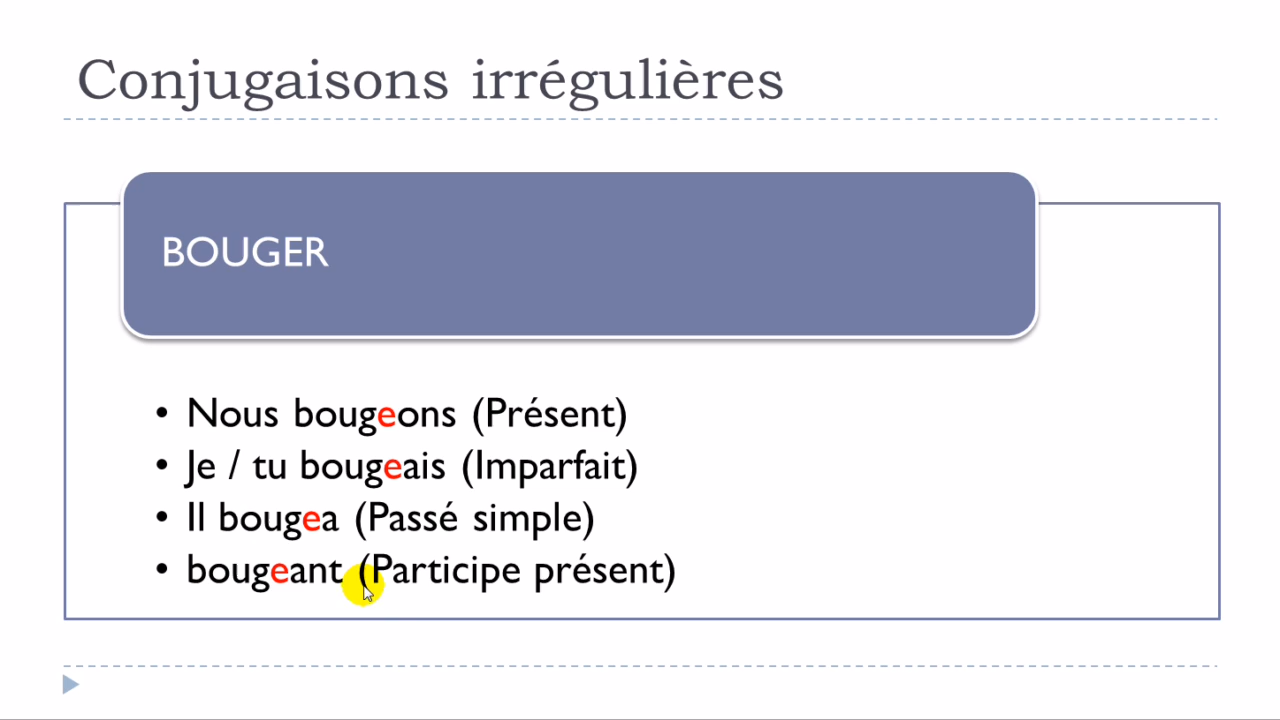 Conjugaisons irrégulières
BOUGER
• Nous bougeons (Présent)
• Je / tu bougeais (Imparfait)
• Il bougea (Passé simple)
• bougeant (Participe présent)